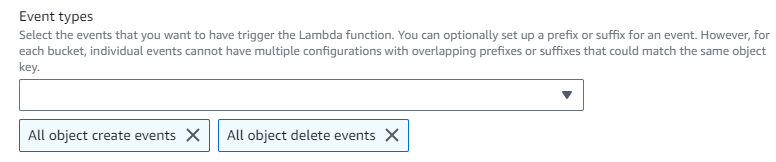 Event types
Select the events that you want to have trigger the Lambda function. You can optionally set up a prefix or suffix for an event. However, for
each bucket, individual events cannot have multiple configurations with overlapping prefixes or suffixes that could match the same object
key.
All object create events
All object delete events